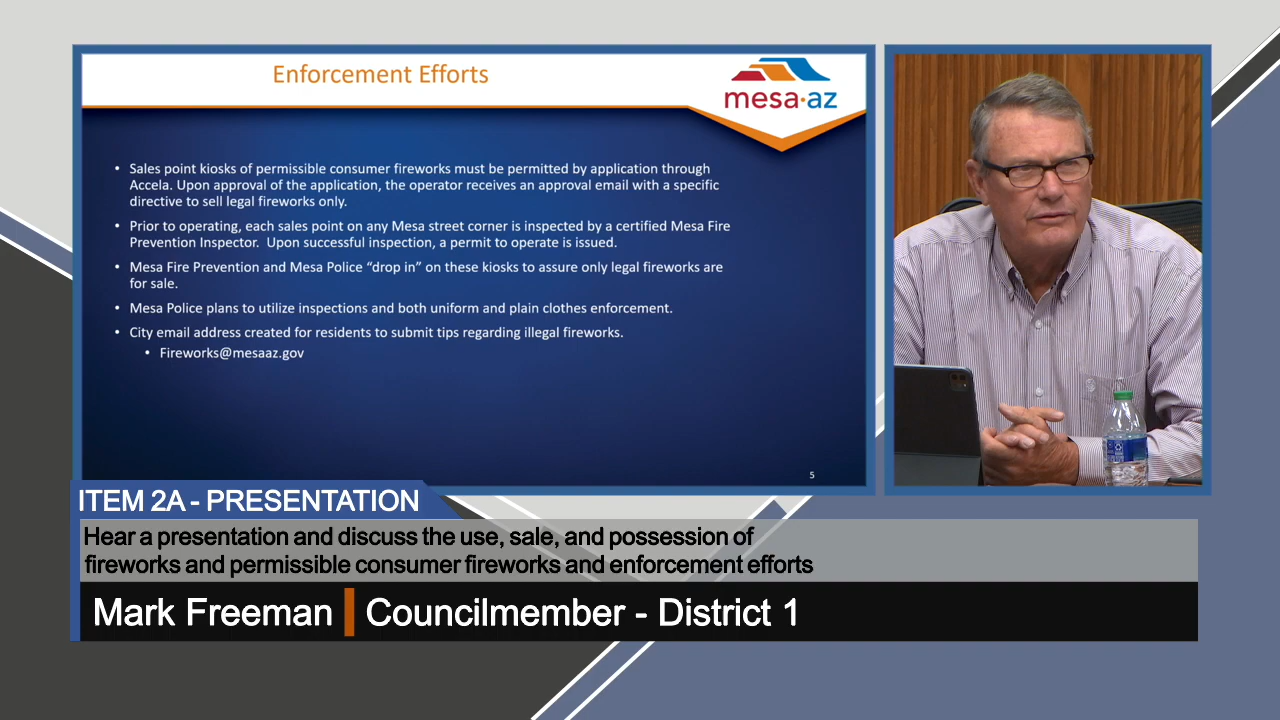 Enforcement Efforts
mesa·az
• Sales point kiosks of permissible consumer fireworks must be permitted by application through
Accela. Upon approval of the application, the operator receives an approval email with a specific
directive to sell legal fireworks only.
• Prior to operating, each sales point on any Mesa street corner is inspected by a certified Mesa Fire
Prevention Inspector. Upon successful inspection, a permit to operate is issued.
• Mesa Fire Prevention and Mesa Police “drop in” on these kiosks to assure only legal fireworks are
for sale.
• Mesa Police plans to utilize inspections and both uniform and plain clothes enforcement.
• City email address created for residents to submit tips regarding illegal fireworks.
• Fireworks@mesaaz.gov
5
ITEM 2A - PRESENTATION
Hear a presentation and discuss the use, sale, and possession of
fireworks and permissible consumer fireworks and enforcement efforts
Mark Freeman Councilmember - District 1